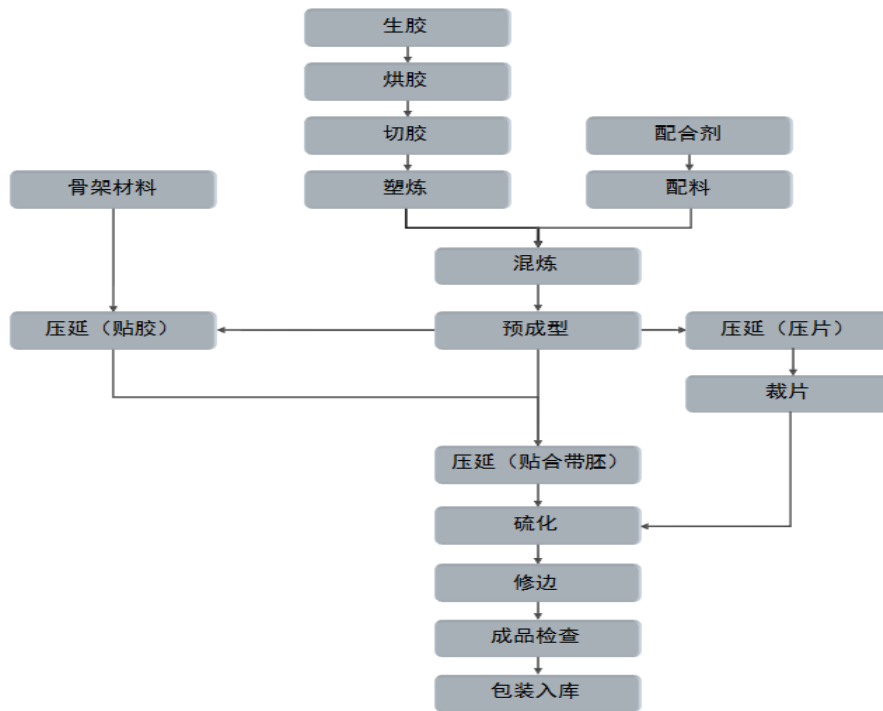 生胶
烘胶
切胶
配合剂
骨架材料
塑炼
配料
混炼
压延（贴胶）
预成型
压延（压片）
裁片
压延（贴合带胚）
硫化
修边
成品检查
包装入库